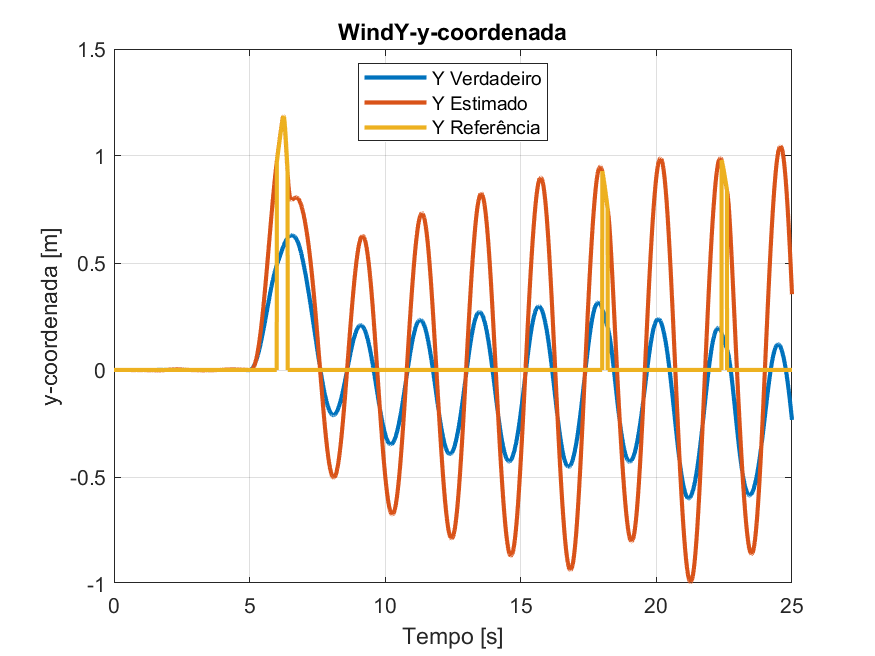 WindY-y-coordenada
1.5
1
0.5
0
-0.5
-1
y-coordenada [m]
Y Verdadeiro
Y Estimado
Y Referência
0
5
10
15
20
25
Tempo [s]